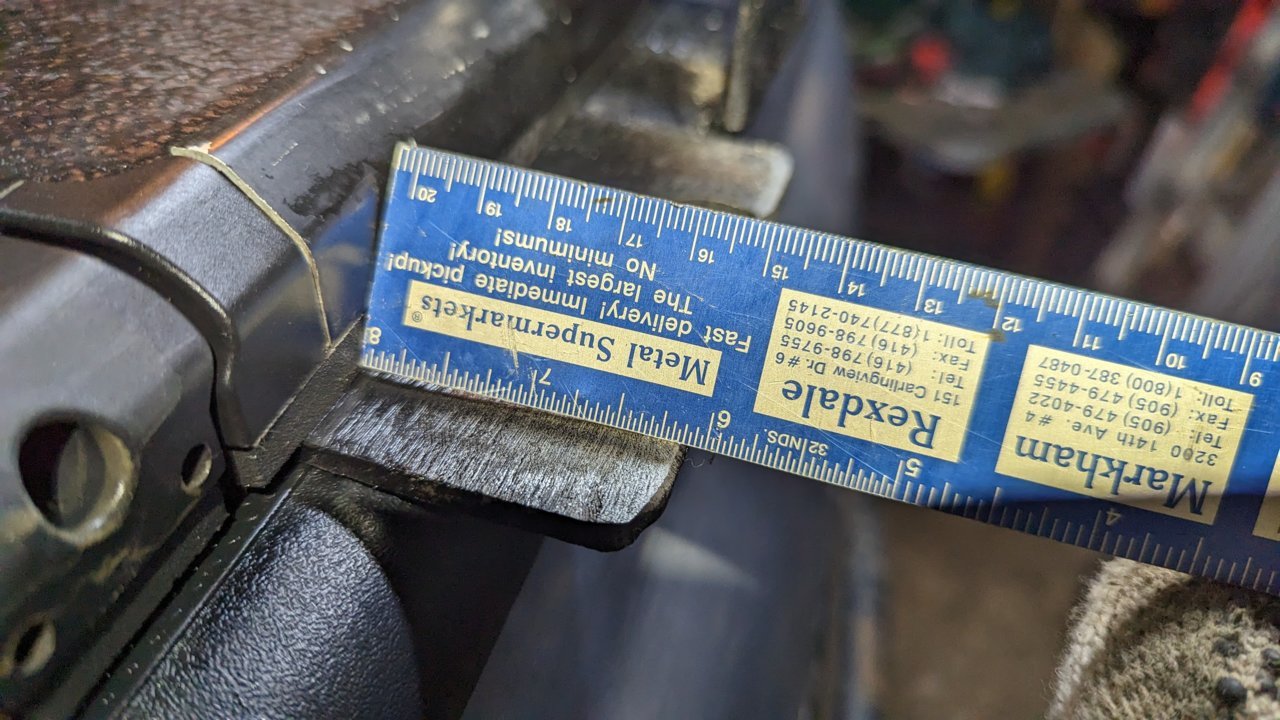 4 5 32NDS. 6 7 8
Markham
3200 14th Ave. #4
Tel: (905) 479-4022
Fax: (905) 479-4455
Toll: 1(800) 387-0487
Rexdale
151 Carlingview Dr. #6
Tel: (416)798-9755
Fax: (416)798-9605
Toll: 1(877)740-2145
Metal Supermarkets®
Fast delivery! Immediate pickup!
The largest inventory!
No minimums!
9 10 11 12 13 14 15 16 17 18 19 20